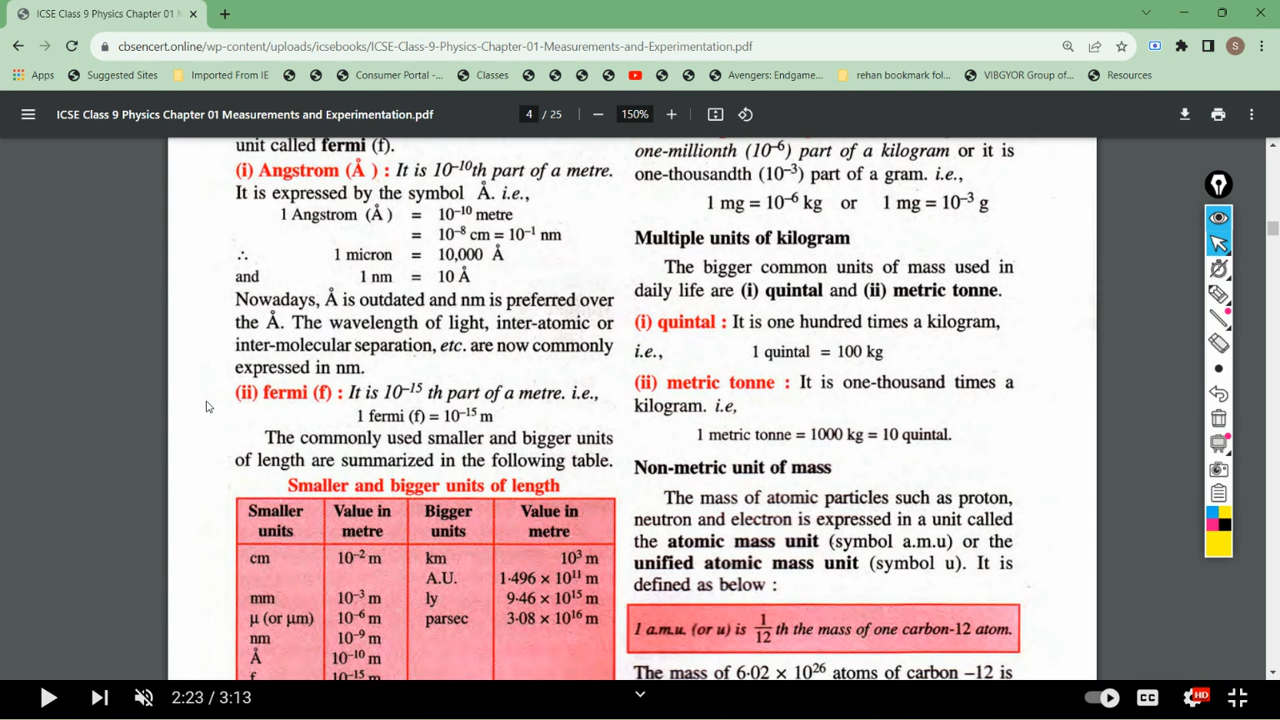 ICSE Class 9 Physics Chapter 01 M
cbsencert.online/wp-content/uploads/icsebooks/ICSE-Class-9-Physics-Chapter-01-Measurements-and-Experimentation.pdf
S
Apps Suggested Sites Imported From IE Consumer Portal -... Classes Avengers: Endgame... rehan bookmark fol... VIBGYOR Group of... Resources
ICSE Class 9 Physics Chapter 01 Measurements and Experimentation.pdf 4 / 25 150%
unit called fermi (f).
(i) Angstrom (Å) : It is 10⁻¹⁰th part of a metre.
It is expressed by the symbol Å. i.e.,
1 Angstrom (Å) = 10⁻¹⁰ metre
= 10⁻⁸ cm = 10⁻¹ nm
∴ 1 micron = 10,000 Å
and 1 nm = 10 Å
Nowadays, Å is outdated and nm is preferred over
the Å. The wavelength of light, inter-atomic or
inter-molecular separation, etc. are now commonly
expressed in nm.
(ii) fermi (f) : It is 10⁻¹⁵ th part of a metre. i.e.,
1 fermi (f) = 10⁻¹⁵ m
The commonly used smaller and bigger units
of length are summarized in the following table.
Smaller and bigger units of length
Smaller units Value in metre Bigger units Value in metre
cm 10⁻² m km 10³ m
A.U. 1·496 × 10¹¹ m
mm 10⁻³ m ly 9·46 × 10¹⁵ m
μ (or μm) 10⁻⁶ m parsec 3·08 × 10¹⁶ m
nm 10⁻⁹ m
Å 10⁻¹⁰ m
f 10⁻¹⁵ m
one-millionth (10⁻⁶) part of a kilogram or it is
one-thousandth (10⁻³) part of a gram. i.e.,
1 mg = 10⁻⁶ kg or 1 mg = 10⁻³ g
Multiple units of kilogram
The bigger common units of mass used in
daily life are (i) quintal and (ii) metric tonne.
(i) quintal : It is one hundred times a kilogram,
i.e., 1 quintal = 100 kg
(ii) metric tonne : It is one-thousand times a
kilogram. i.e,
1 metric tonne = 1000 kg = 10 quintal.
Non-metric unit of mass
The mass of atomic particles such as proton,
neutron and electron is expressed in a unit called
the atomic mass unit (symbol a.m.u) or the
unified atomic mass unit (symbol u). It is
defined as below :
1 a.m.u. (or u) is 1/12 th the mass of one carbon-12 atom.
The mass of 6·02 × 10²⁶ atoms of carbon –12 is
2:23 / 3:13 CC HD